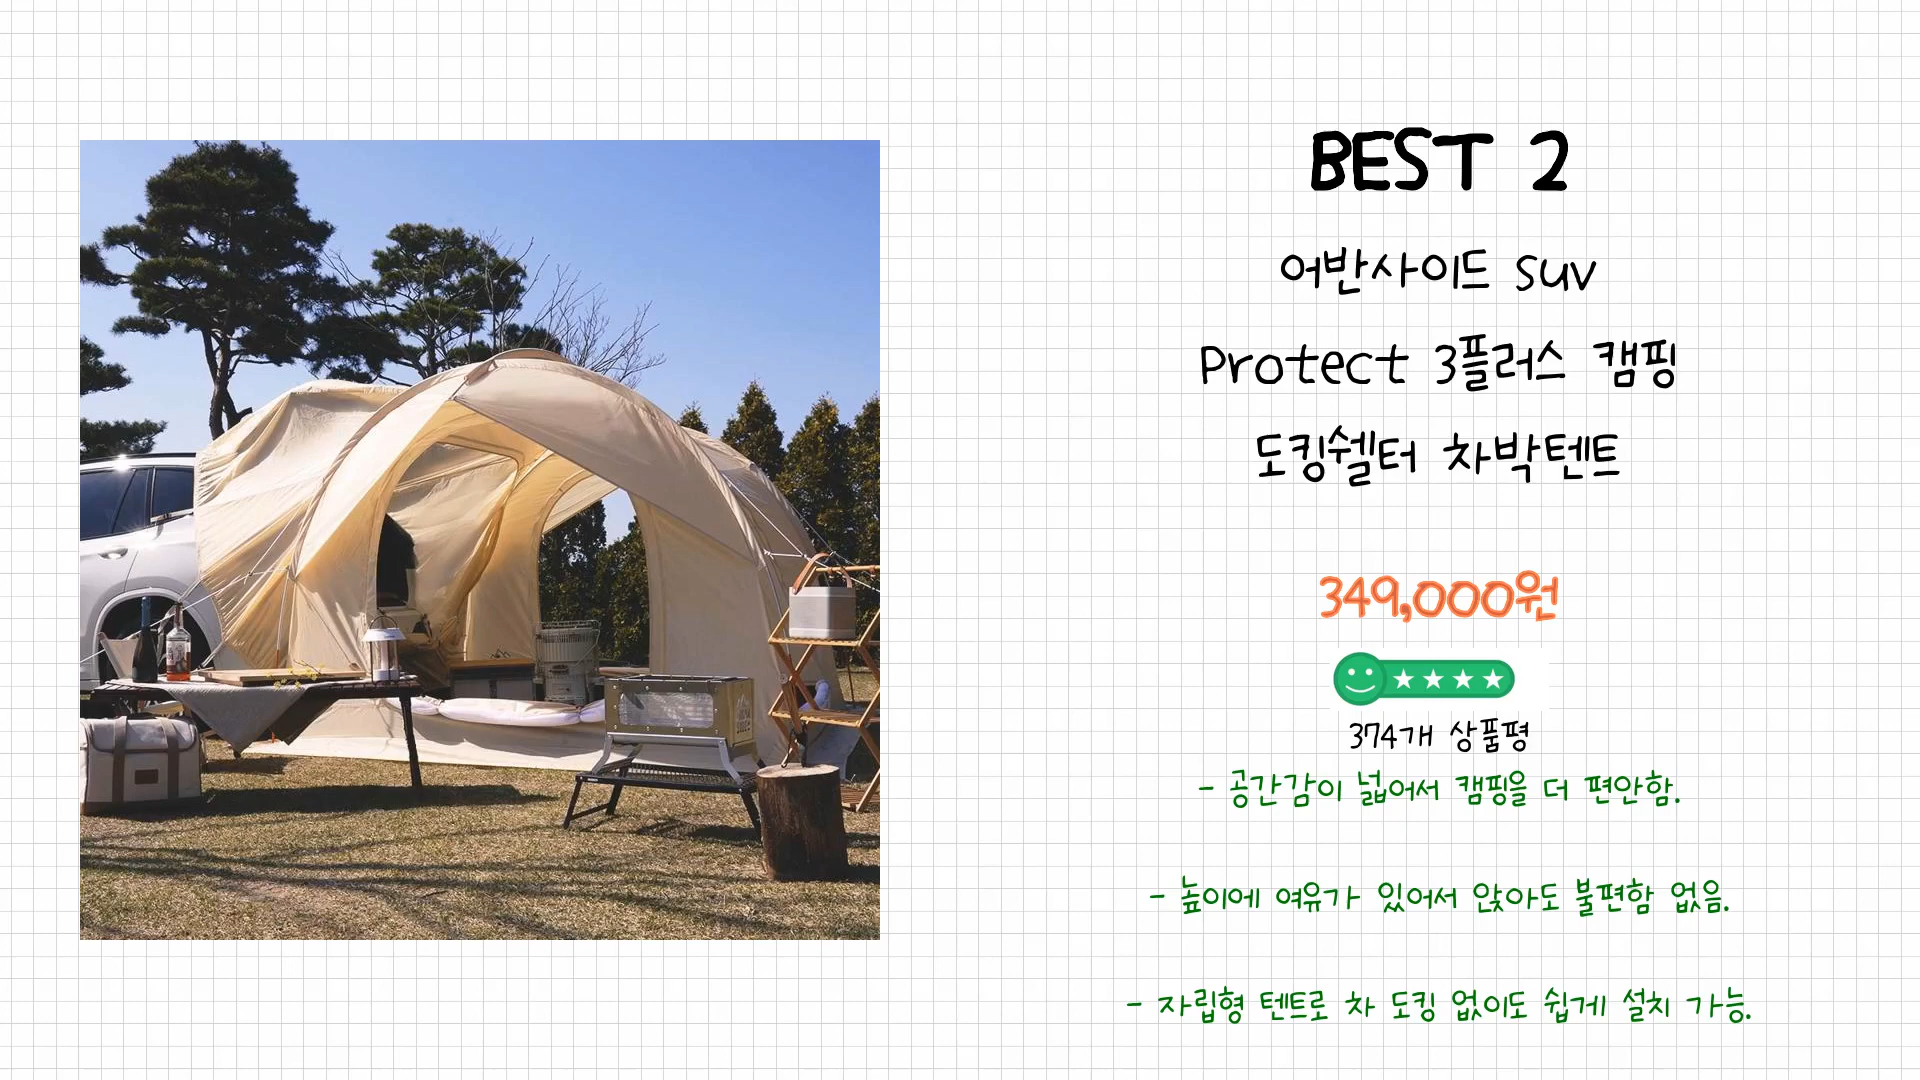 BEST 2
어반사이드 suv
Protect 3플러스 캠핑
도킹쉘터 차박텐트
349,000원
374개 상품평
- 공간감이 넓어서 캠핑을 더 편안함.
- 높이에 여유가 있어서 앉아도 불편함 없음.
- 자립형 텐트로 차 도킹 없이도 쉽게 설치 가능.